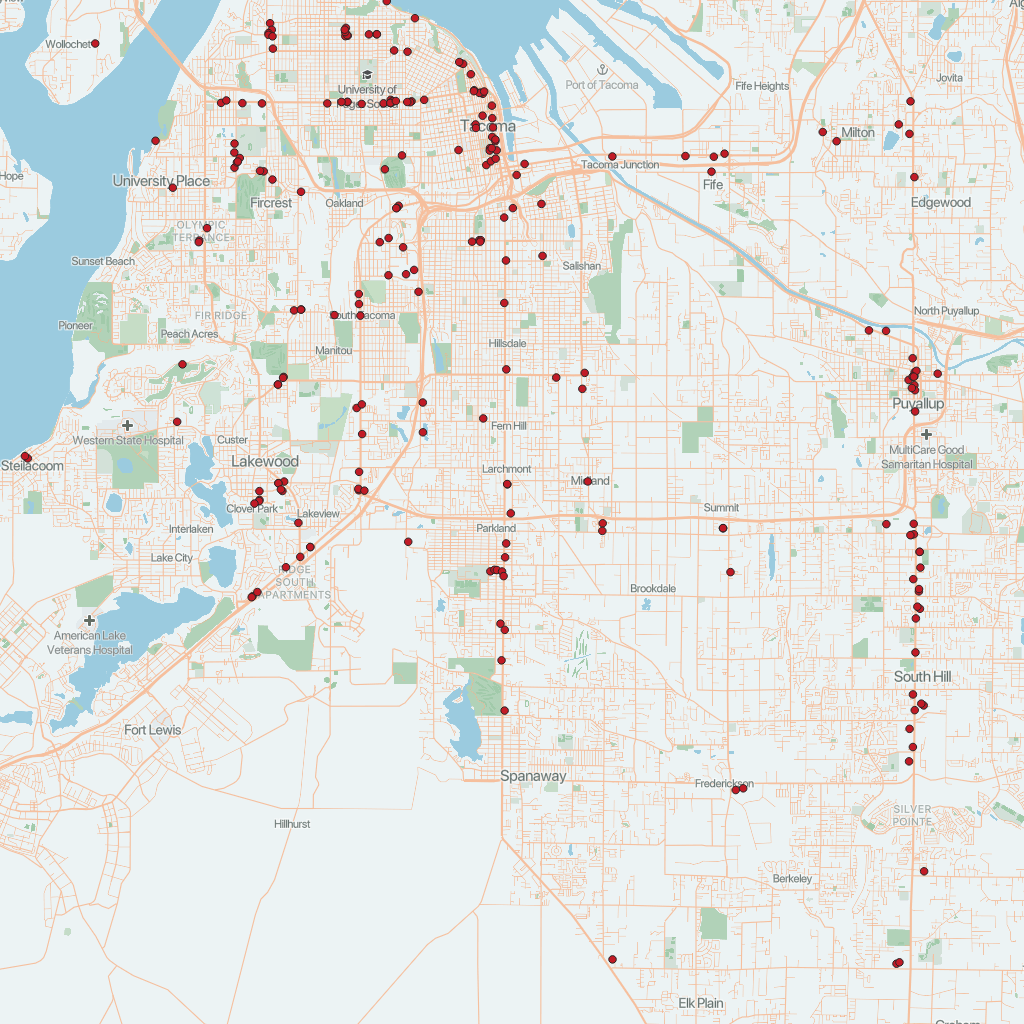 Wollochet
Jovita
University of
Port of Tacoma
Fife Heights
Tacoma
Milton
Tacoma Junction
Hope
University Place
Fife
Fircrest
Oakland
Edgewood
OLYMPIC
TERRANCE
Sunset Beach
Salishan
FIR RIDGE
South Tacoma
North Puyallup
Pioneer
Peach Acres
Manitou
Hillsdale
Puyallup
Western State Hospital
Custer
Fern Hill
MultiCare Good
Samaritan Hospital
Steilacoom
Lakewood
Larchmont
Midland
Clover Park
Lakeview
Summit
Interlaken
Parkland
Lake City
RIDGE
SOUTH
APARTMENTS
Brookdale
American Lake
Veterans Hospital
South Hill
Fort Lewis
Spanaway
Frederickson
SILVER
POINTE
Hillhurst
Berkeley
Elk Plain